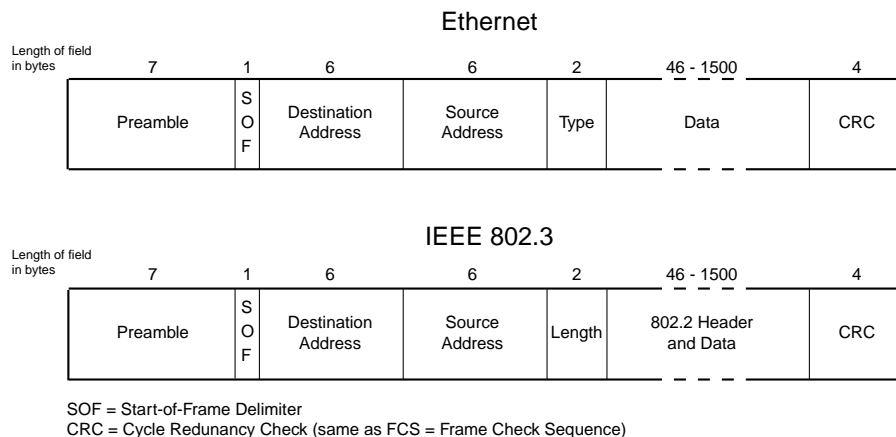 Ethernet
Length of field
in bytes
7 1 6 6 2 46 - 1500 4
Preamble
S
O
F
Destination
Address
Source
Address
Type
Data
CRC
IEEE 802.3
Length of field
in bytes
7 1 6 6 2 46 - 1500 4
Preamble
S
O
F
Destination
Address
Source
Address
Length
802.2 Header
and Data
CRC
SOF = Start-of-Frame Delimiter
CRC = Cycle Redunancy Check (same as FCS = Frame Check Sequence)